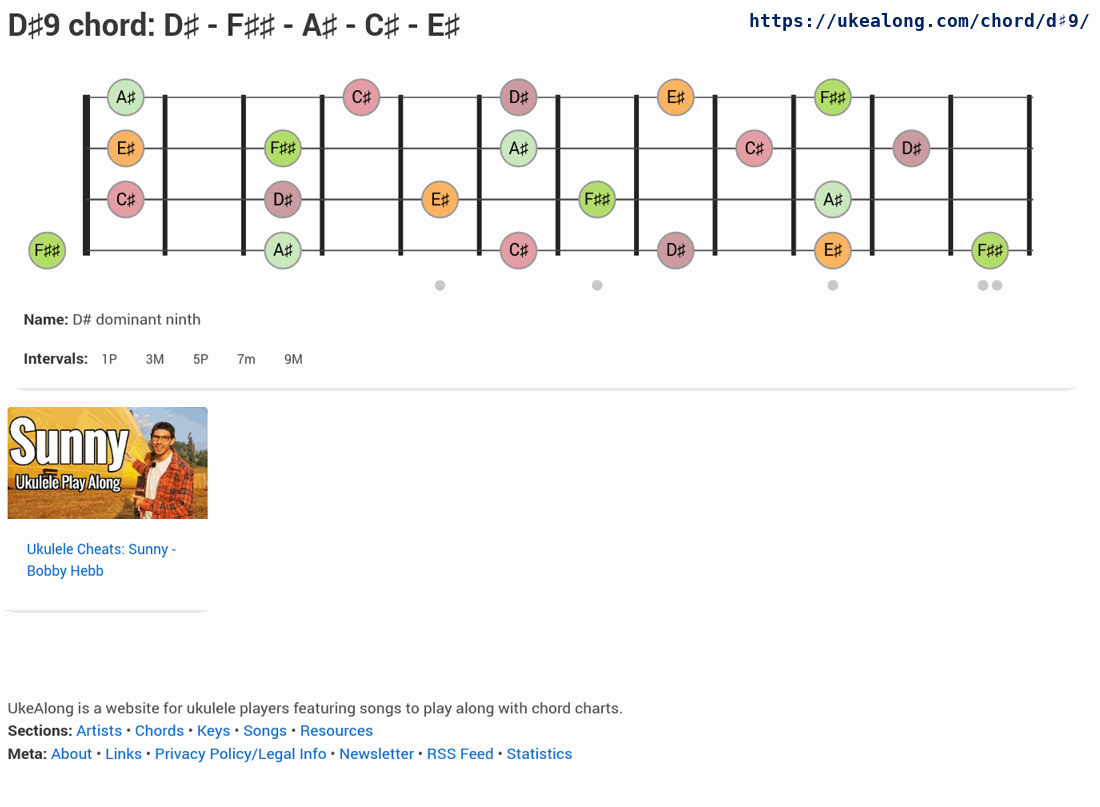 D♯9 chord: D♯ - F♯♯ - A♯ - C♯ - E♯
https://ukealong.com/chord/d♯9/
A♯ C♯ D♯ E♯ F♯♯
E♯ F♯♯ A♯ C♯ D♯
C♯ D♯ E♯ F♯♯ A♯
F♯♯ A♯ C♯ D♯ E♯ F♯♯
Name: D# dominant ninth
Intervals: 1P 3M 5P 7m 9M
Sunny
Ukulele Play Along
Ukulele Cheats: Sunny -
Bobby Hebb
UkeAlong is a website for ukulele players featuring songs to play along with chord charts.
Sections: Artists • Chords • Keys • Songs • Resources
Meta: About • Links • Privacy Policy/Legal Info • Newsletter • RSS Feed • Statistics